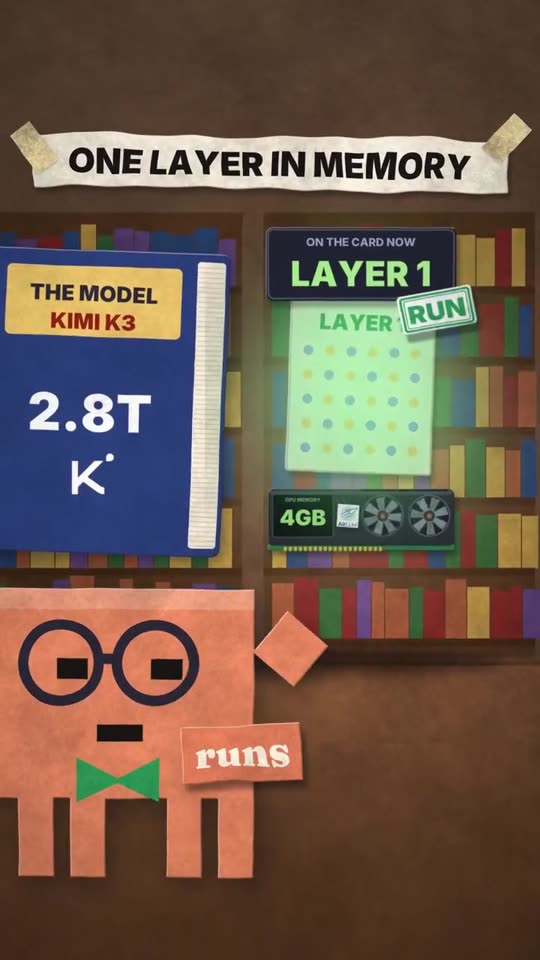 ONE LAYER IN MEMORY
THE MODEL
KIMI K3
2.8T
K
ON THE CARD NOW
LAYER 1
RUN
LAYER
GPU MEMORY
4GB
runs